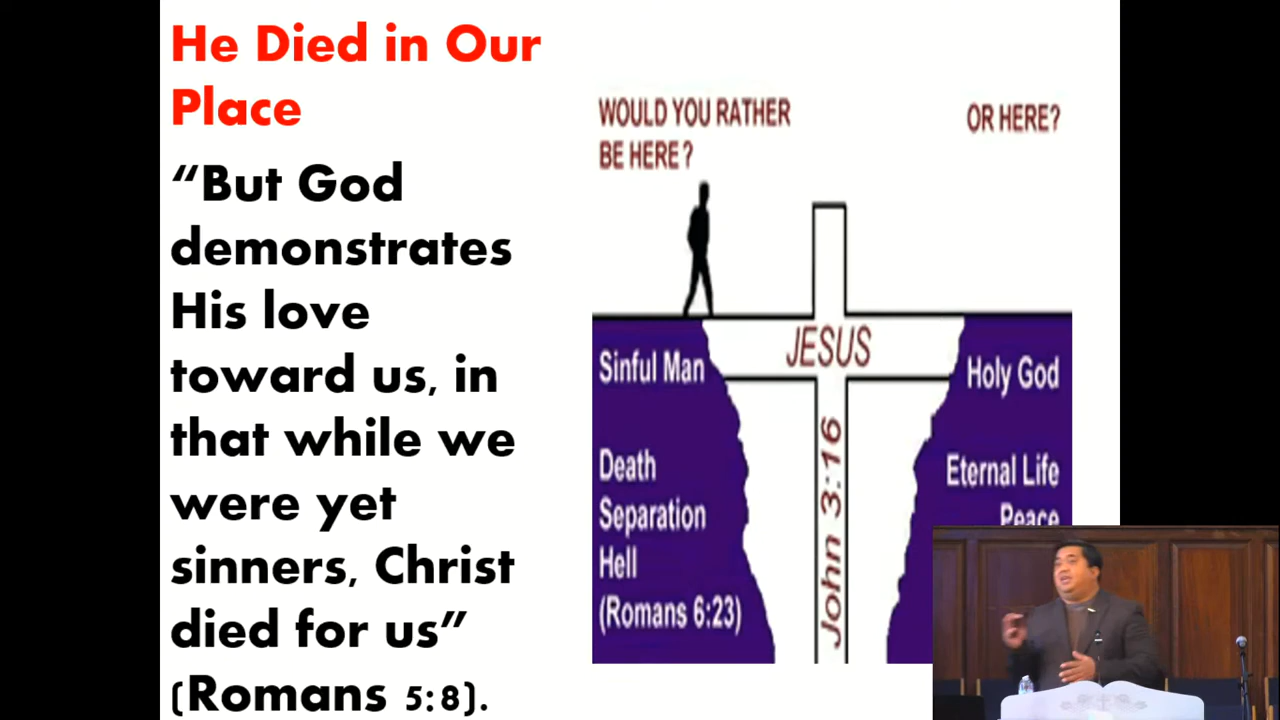 He Died in Our
Place
“But God
demonstrates
His love
toward us, in
that while we
were yet
sinners, Christ
died for us”
(Romans 5:8).
WOULD YOU RATHER
BE HERE?
OR HERE?
JESUS
Sinful Man
Death
Separation
Hell
(Romans 6:23)
John 3:16
Holy God
Eternal Life
Peace